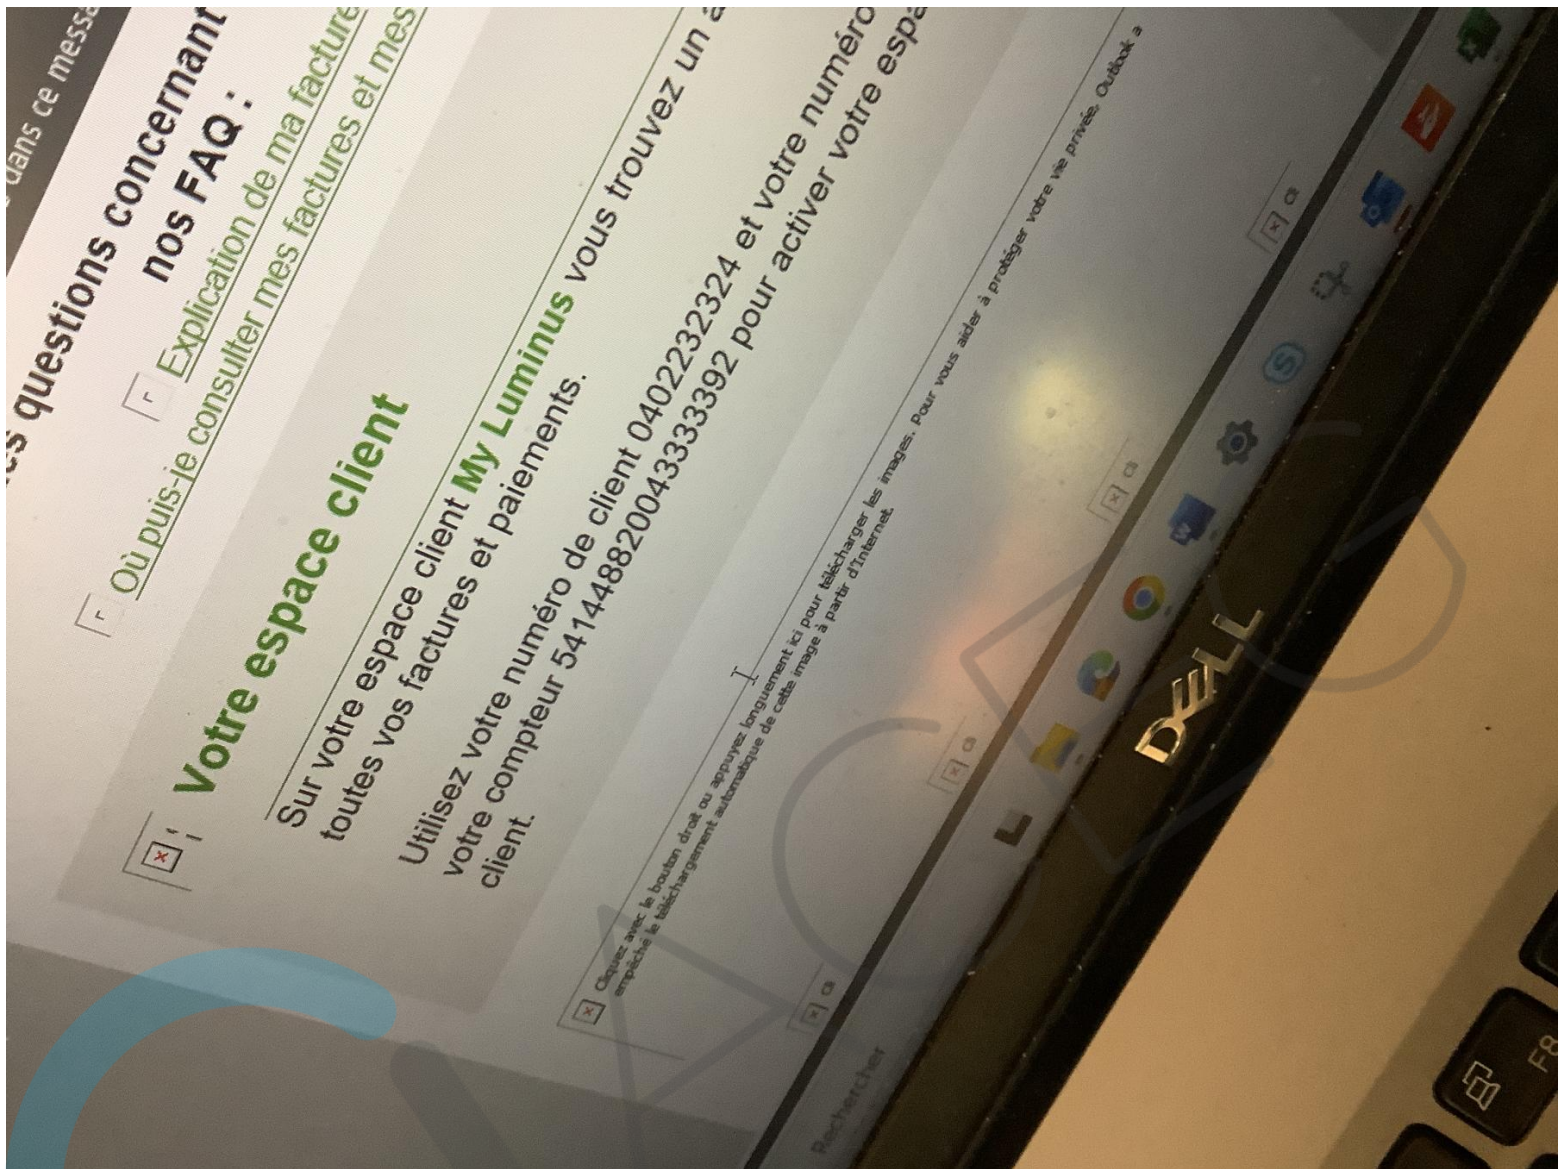 dans ce messa
questions concernant
nos FAQ :
Explication de ma facture
Où puis-je consulter mes factures et mes
Votre espace client
Sur votre espace client My Luminus vous trouvez un a
toutes vos factures et paiements.
Utilisez votre numéro de client 0402232324 et votre numéro
votre compteur 541448820043333392 pour activer votre espa
client.
Cliquez avec le bouton droit ou appuyez longuement ici pour télécharger les images. Pour vous aider à protéger votre vie privée, Outlook a
empêché le téléchargement automatique de cette image à partir d'Internet.
Rechercher
DELL
F8